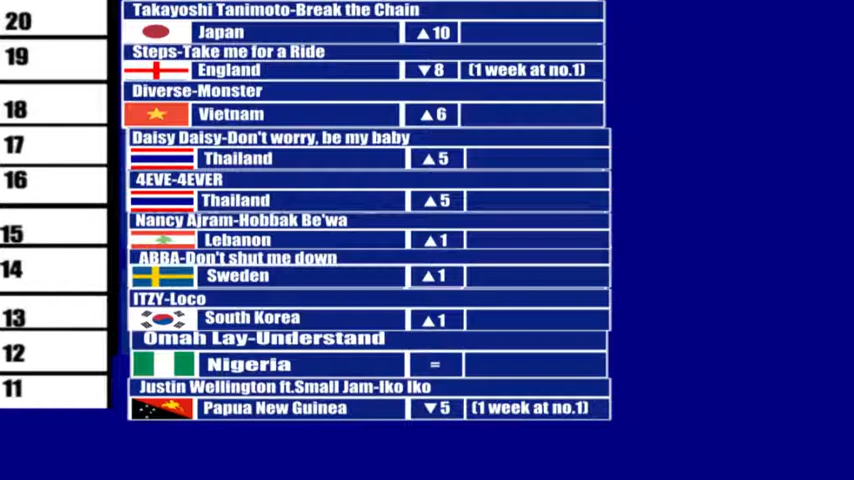 20
Takayoshi Tanimoto-Break the Chain
Japan ▲10
19
Steps-Take me for a Ride
England ▼8 (1 week at no.1)
18
Diverse-Monster
Vietnam ▲6
17
Daisy Daisy-Don't worry, be my baby
Thailand ▲5
16
4EVE-4EVER
Thailand ▲5
15
Nancy Ajram-Hobbak Be'wa
Lebanon ▲1
14
ABBA-Don't shut me down
Sweden ▲1
13
ITZY-Loco
South Korea ▲1
12
Omah Lay-Understand
Nigeria =
11
Justin Wellington ft.Small Jam-Iko Iko
Papua New Guinea ▼5 (1 week at no.1)